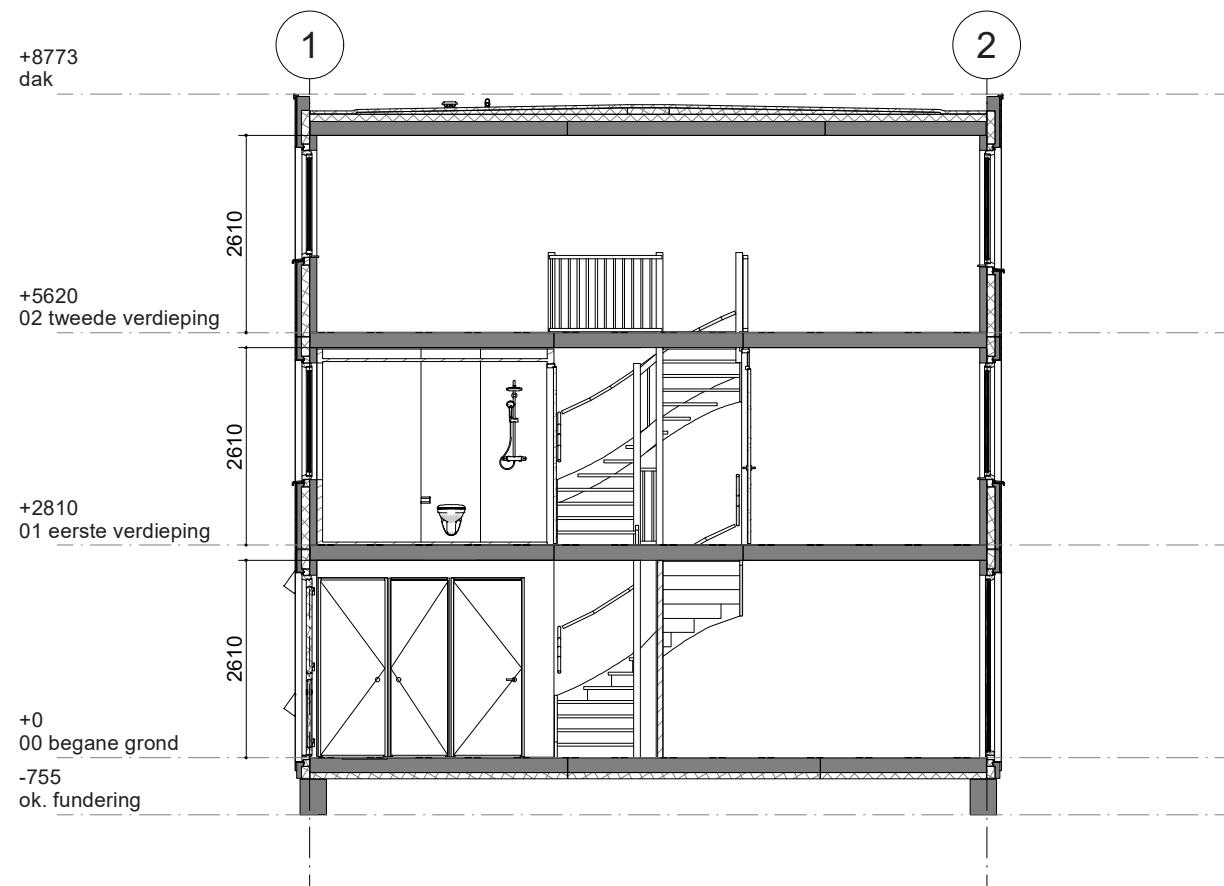 1
2
+8773
dak
2610
+5620
02 tweede verdieping
2610
+2810
01 eerste verdieping
2610
+0
00 begane grond
-755
ok. fundering